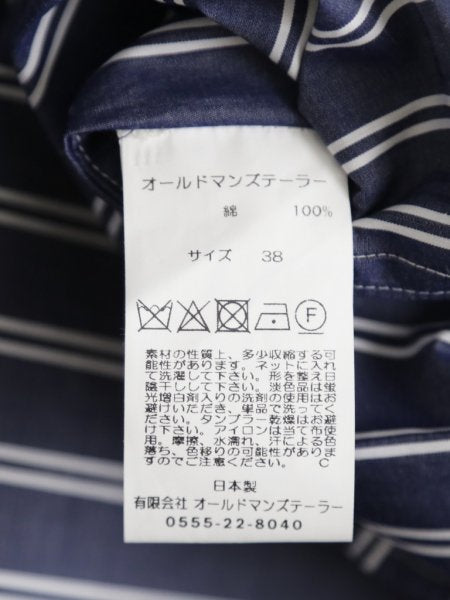 オールドマンズテーラー
綿 100%
サイズ 38
F
素材の性質上、多少収縮する可
能性があります。ネットに入れ
て洗濯して下さい。形を整え日
陰干しして下さい。淡色品は蛍
光増白剤入りの洗剤の使用はお
避けいただき、単品で洗ってく
ださい。タンブラー乾燥はお避
け下さい。アイロンは当て布使
用。摩擦、水濡れ、汗による色
落ち、色移りの可能性がありま
すのでご注意ください。 C
日本製
有限会社 オールドマンズテーラー
0555-22-8040